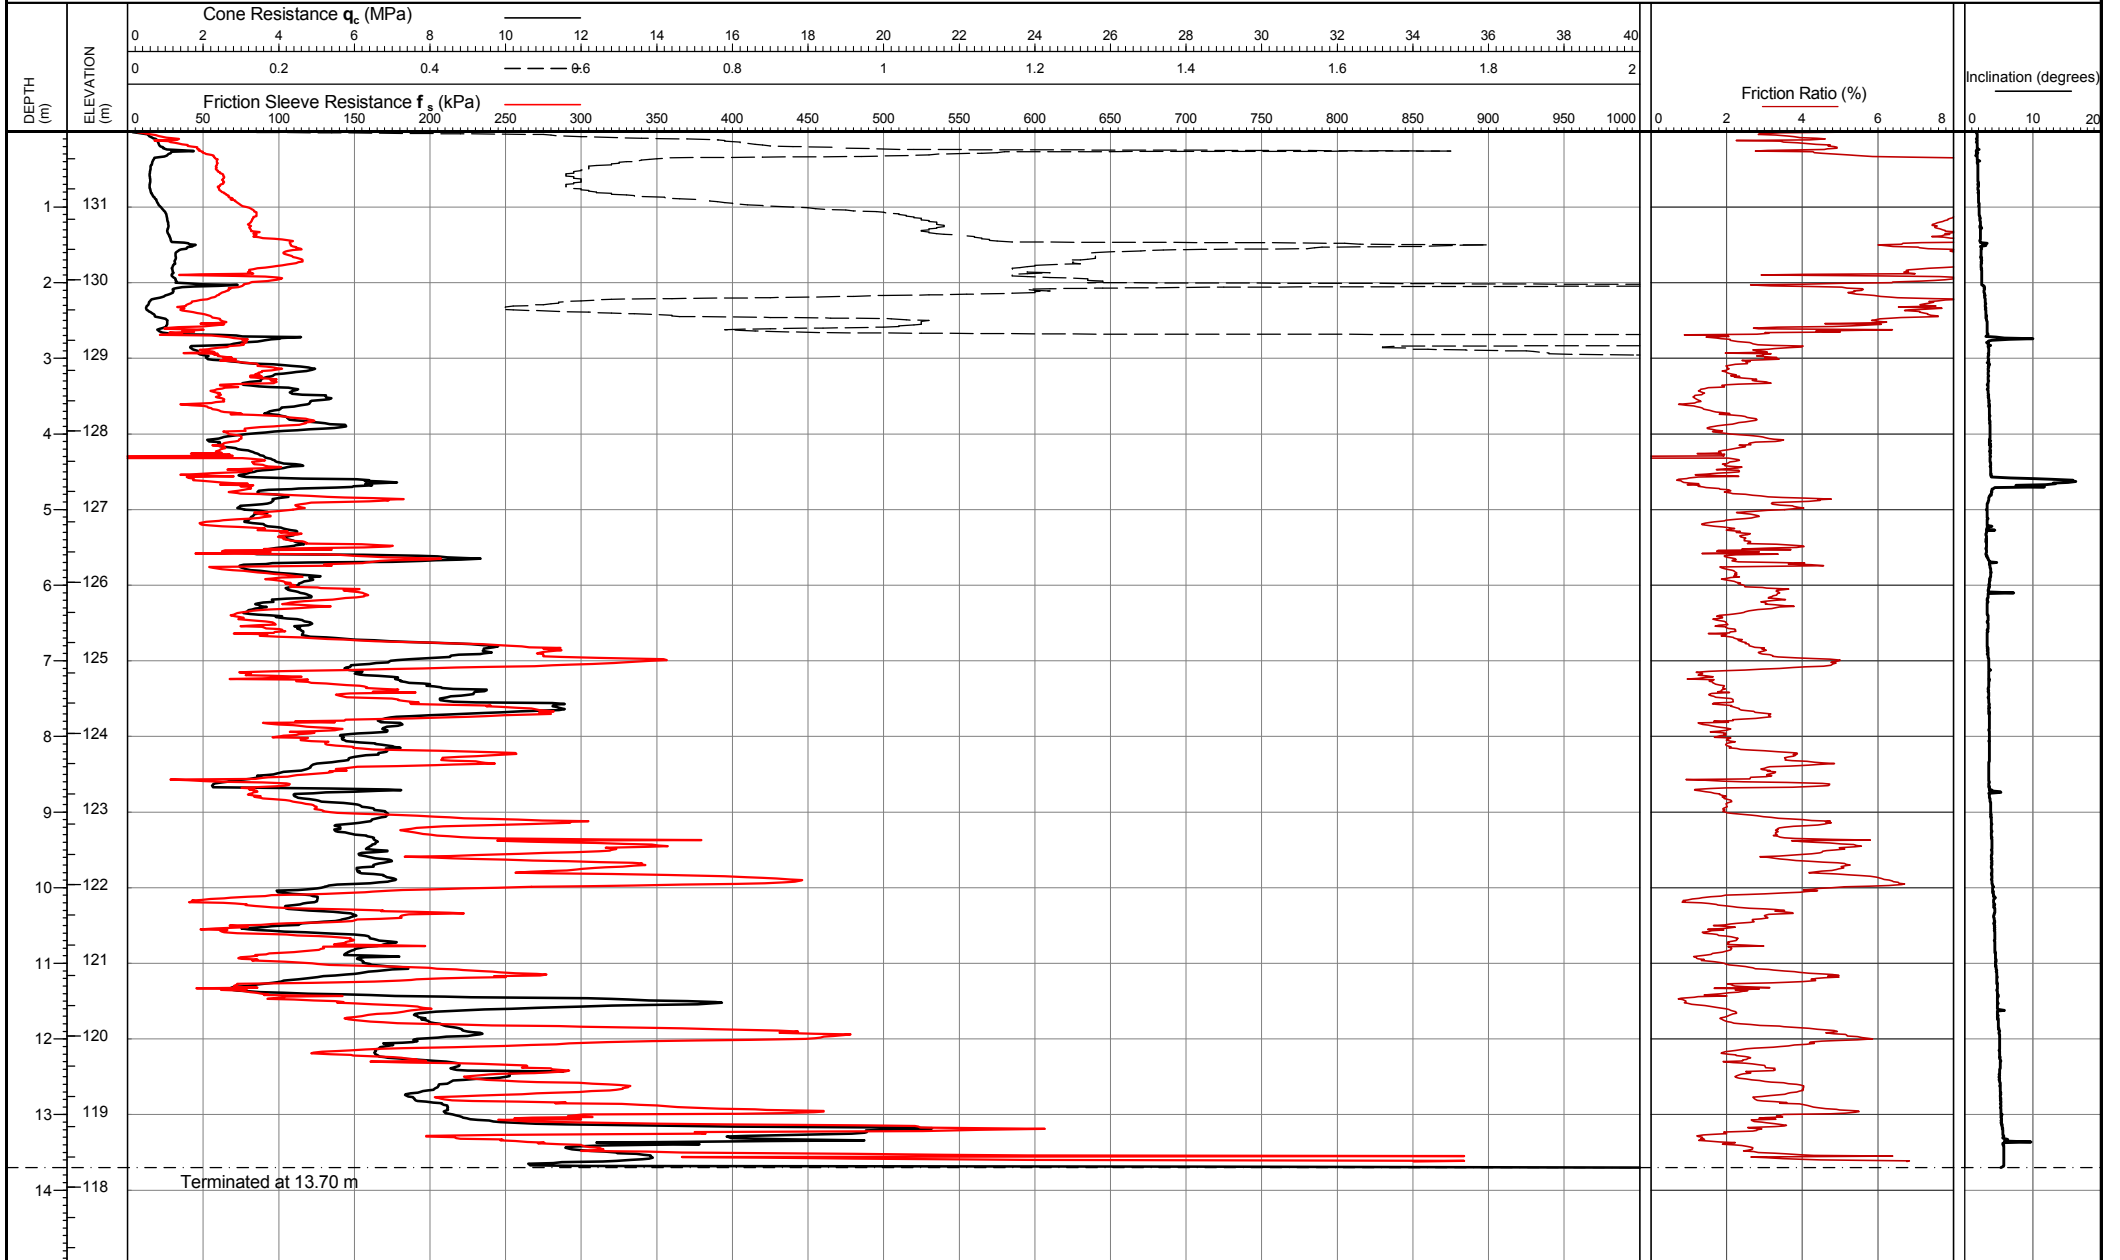 Cone Resistance qc (MPa)
0 2 4 6 8 10 12 14 16 18 20 22 24 26 28 30 32 34 36 38 40
0 0.2 0.4 0.6 0.8 1 1.2 1.4 1.6 1.8 2
Friction Sleeve Resistance f s (kPa)
0 50 100 150 200 250 300 350 400 450 500 550 600 650 700 750 800 850 900 950 1000
DEPTH
(m)
ELEVATION
(m)
Friction Ratio (%)
0 2 4 6 8
Inclination (degrees)
0 10 20
1 131
2 130
3 129
4 128
5 127
6 126
7 125
8 124
9 123
10 122
11 121
12 120
13 119
Terminated at 13.70 m
14 118